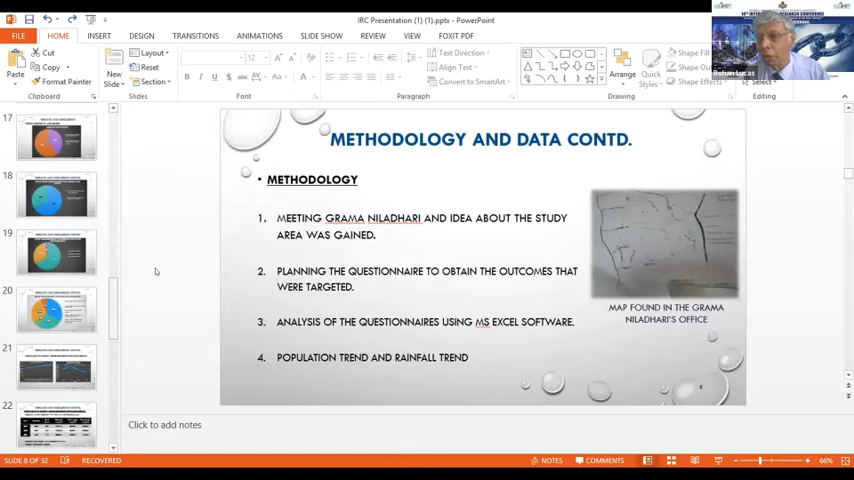 IRC Presentation (1) (1).pptx - PowerPoint
FILE HOME INSERT DESIGN TRANSITIONS ANIMATIONS SLIDE SHOW REVIEW VIEW FOXIT PDF
Cut
Copy
Format Painter
Paste
Clipboard
New
Slide
Layout
Reset
Section
Slides
12
Font
Text Direction
Align Text
Convert to SmartArt
Paragraph
Arrange
Quick
Styles
Shape Fill
Shape
Shape
Drawing
Select
Editing
Rohan Lucas
17
18
19
20
21
22
METHODOLOGY AND DATA CONTD.
• METHODOLOGY
1. MEETING GRAMA NILADHARI AND IDEA ABOUT THE STUDY
AREA WAS GAINED.
2. PLANNING THE QUESTIONNAIRE TO OBTAIN THE OUTCOMES THAT
WERE TARGETED.
3. ANALYSIS OF THE QUESTIONNAIRES USING MS EXCEL SOFTWARE.
4. POPULATION TREND AND RAINFALL TREND
MAP FOUND IN THE GRAMA
NILADHARI'S OFFICE
Click to add notes
SLIDE 8 OF 32 RECOVERED NOTES COMMENTS 66%